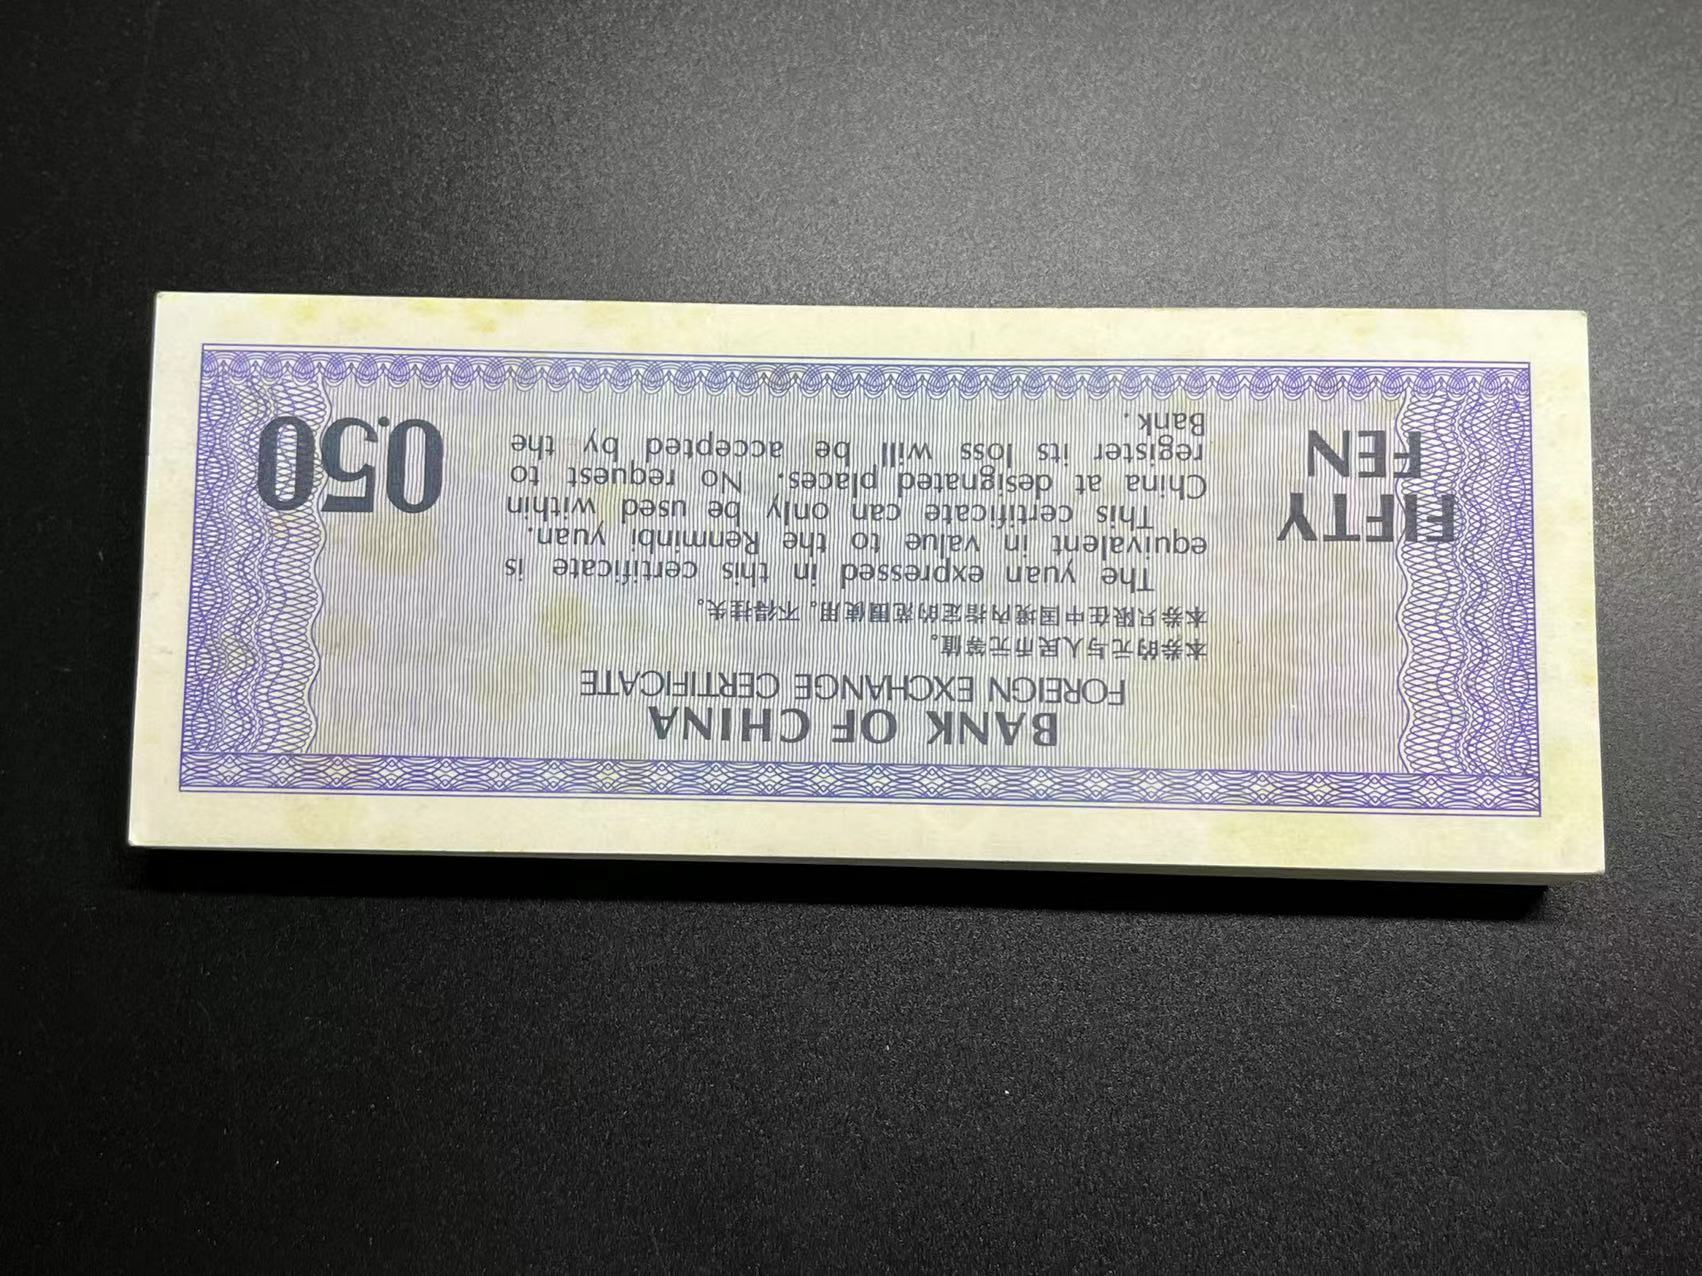 BANK OF CHINA
FOREIGN EXCHANGE CERTIFICATE
本券的元与人民币元等值。
本券只限在中国境内指定的范围使用。不得挂失。
The yuan expressed in this certificate is
equivalent in value to the Renminbi yuan.
This certificate can only be used within
China at designated places. No request to
register its loss will be accepted by the
Bank.
FIFTY
FEN
0.50